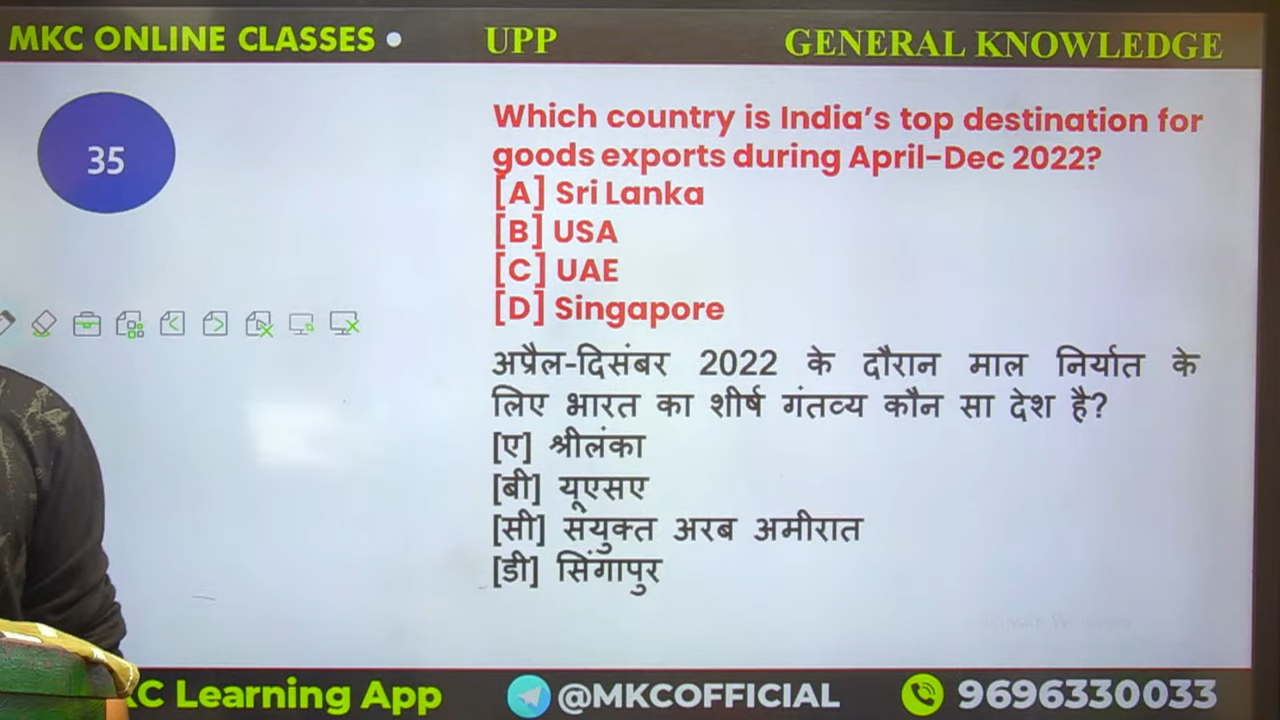 MKC ONLINE CLASSES • UPP GENERAL KNOWLEDGE
35
Which country is India's top destination for
goods exports during April-Dec 2022?
[A] Sri Lanka
[B] USA
[C] UAE
[D] Singapore
अप्रैल-दिसंबर 2022 के दौरान माल निर्यात के
लिए भारत का शीर्ष गंतव्य कौन सा देश है?
[ए] श्रीलंका
[बी] यूएसए
[सी] संयुक्त अरब अमीरात
[डी] सिंगापुर
Learning App @MKCOFFICIAL 9696330033